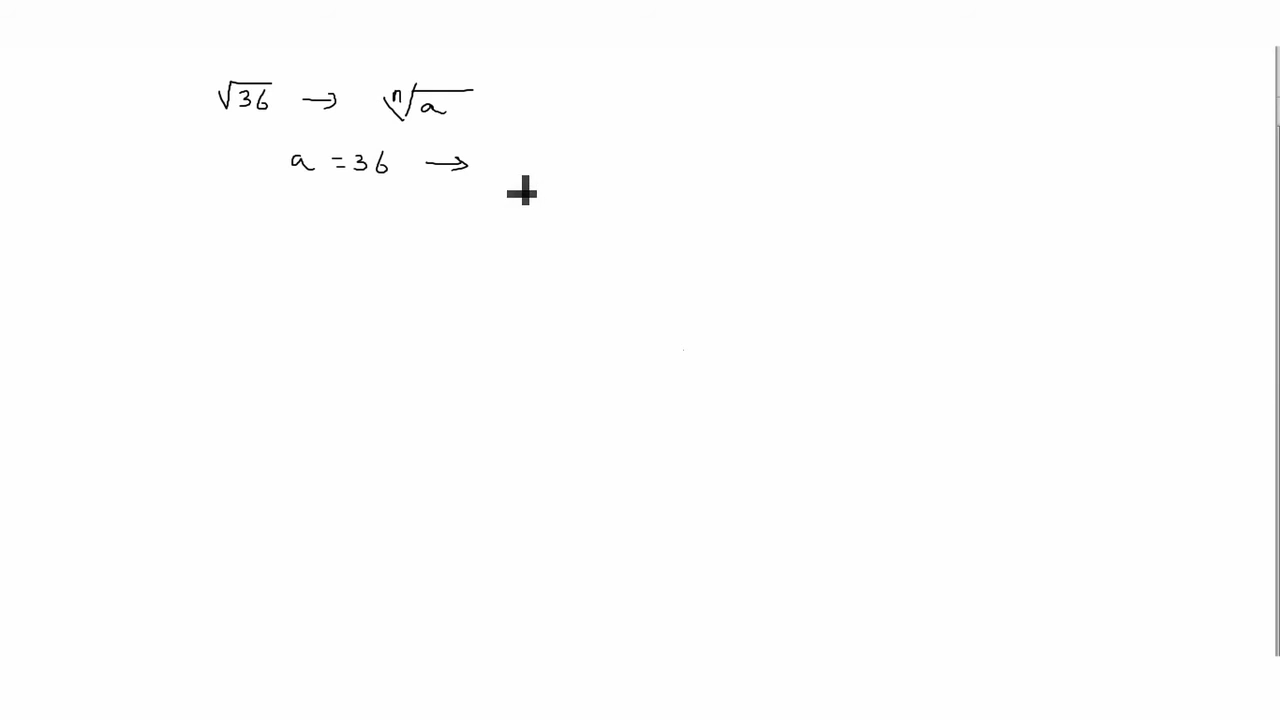 √36 → ⁿ√a
a = 36 →